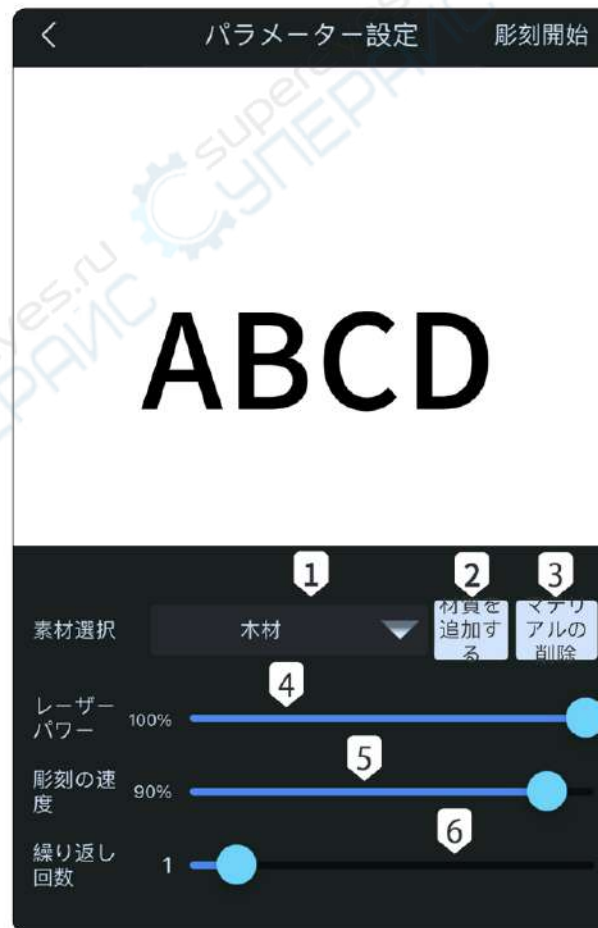 パラメーター設定 彫刻開始
supereyes.ru
СУПЕРАЙС
ABCD
1 2 3
素材選択 木材 材質を追加する マテリアルの削除
4
レーザーパワー 100%
5
彫刻の速度 90%
6
繰り返し回数 1